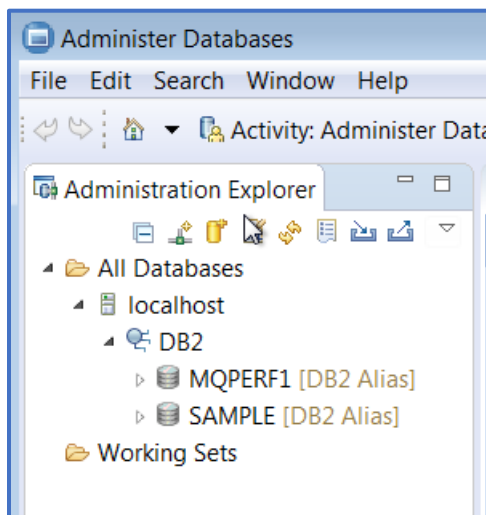 Administer Databases
File Edit Search Window Help
Activity: Administer Data
Administration Explorer
All Databases
localhost
DB2
MQPERF1 [DB2 Alias]
SAMPLE [DB2 Alias]
Working Sets